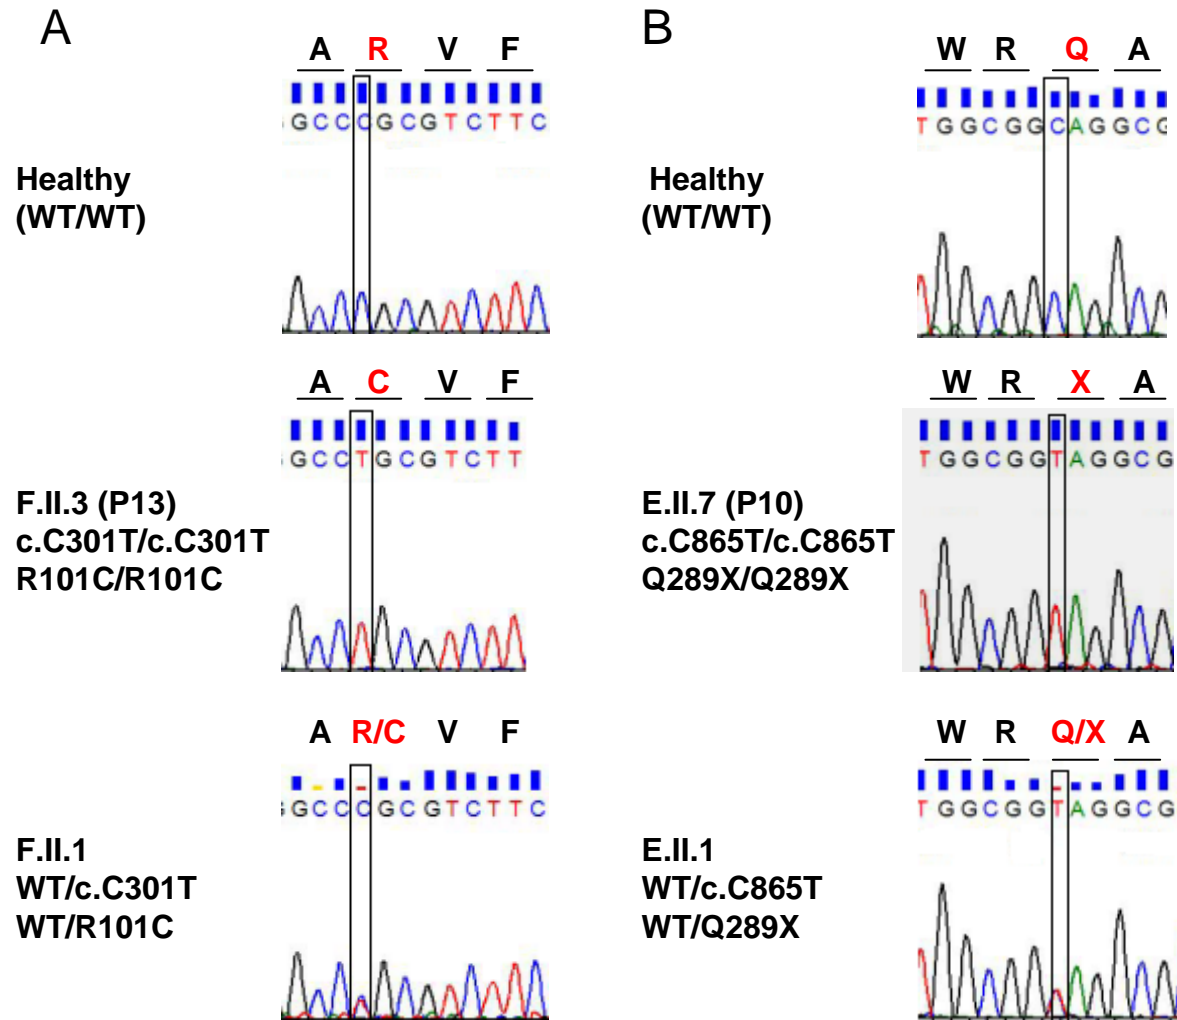 A
A R V F
GCCCGCGTCTTC
Healthy
(WT/WT)
A C V F
GCCTGCGTCTT
F.II.3 (P13)
c.C301T/c.C301T
R101C/R101C
A R/C V F
GCCCGCGTCTTC
F.II.1
WT/c.C301T
WT/R101C
B
W R Q A
TGGCGGCAGGCG
Healthy
(WT/WT)
W R X A
TGGCGGTAGGCG
E.II.7 (P10)
c.C865T/c.C865T
Q289X/Q289X
W R Q/X A
TGGCGGTAGGCG
E.II.1
WT/c.C865T
WT/Q289X